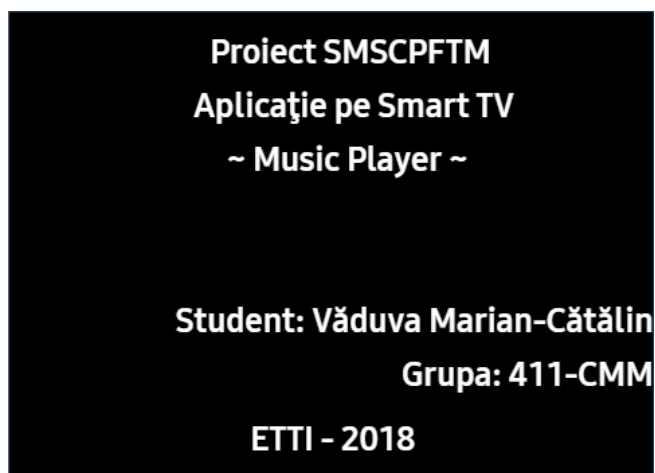 Proiect SMSCPFTM
Aplicaţie pe Smart TV
~ Music Player ~
Student: Văduva Marian-Cătălin
Grupa: 411-CMM
ETTI - 2018